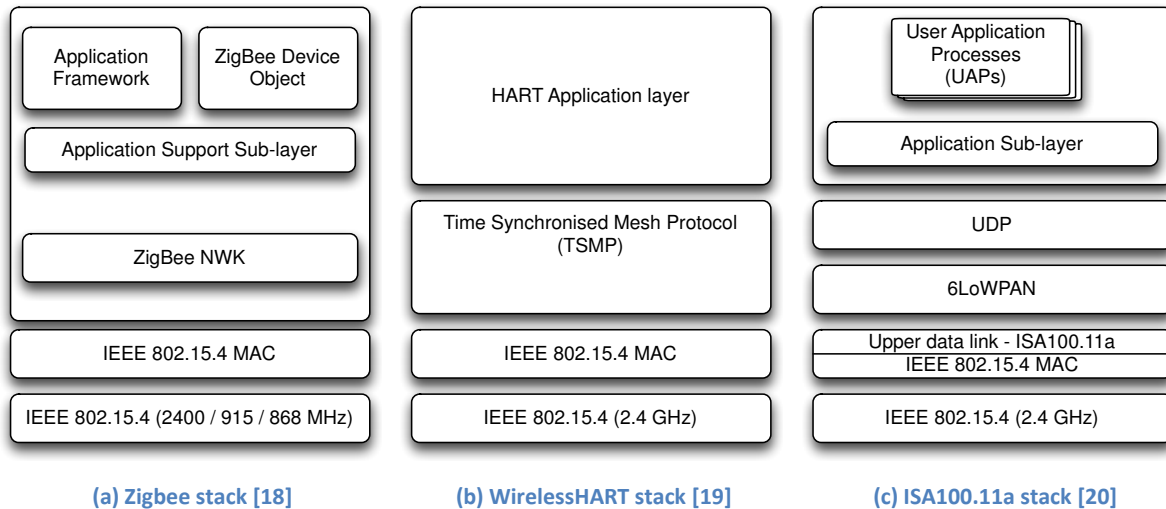 Application
Framework
ZigBee Device
Object
Application Support Sub-layer
ZigBee NWK
IEEE 802.15.4 MAC
IEEE 802.15.4 (2400 / 915 / 868 MHz)
(a) Zigbee stack [18]
HART Application layer
Time Synchronised Mesh Protocol
(TSMP)
IEEE 802.15.4 MAC
IEEE 802.15.4 (2.4 GHz)
(b) WirelessHART stack [19]
User Application
Processes
(UAPs)
Application Sub-layer
UDP
6LoWPAN
Upper data link - ISA100.11a
IEEE 802.15.4 MAC
IEEE 802.15.4 (2.4 GHz)
(c) ISA100.11a stack [20]